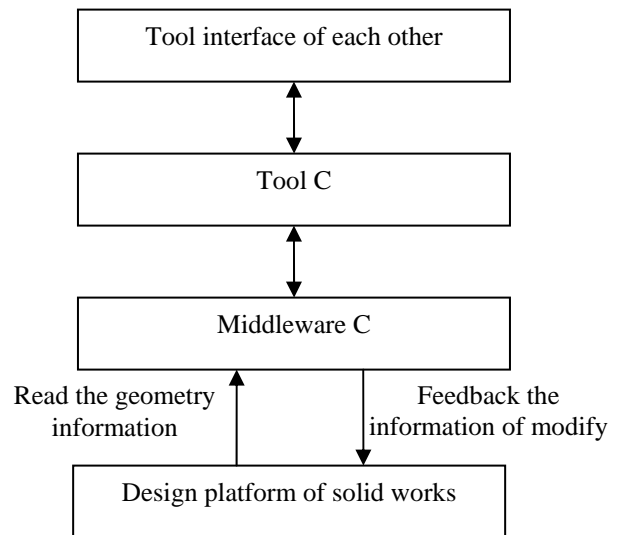 Tool interface of each other
Tool C
Middleware C
Read the geometry
information
Feedback the
information of modify
Design platform of solid works